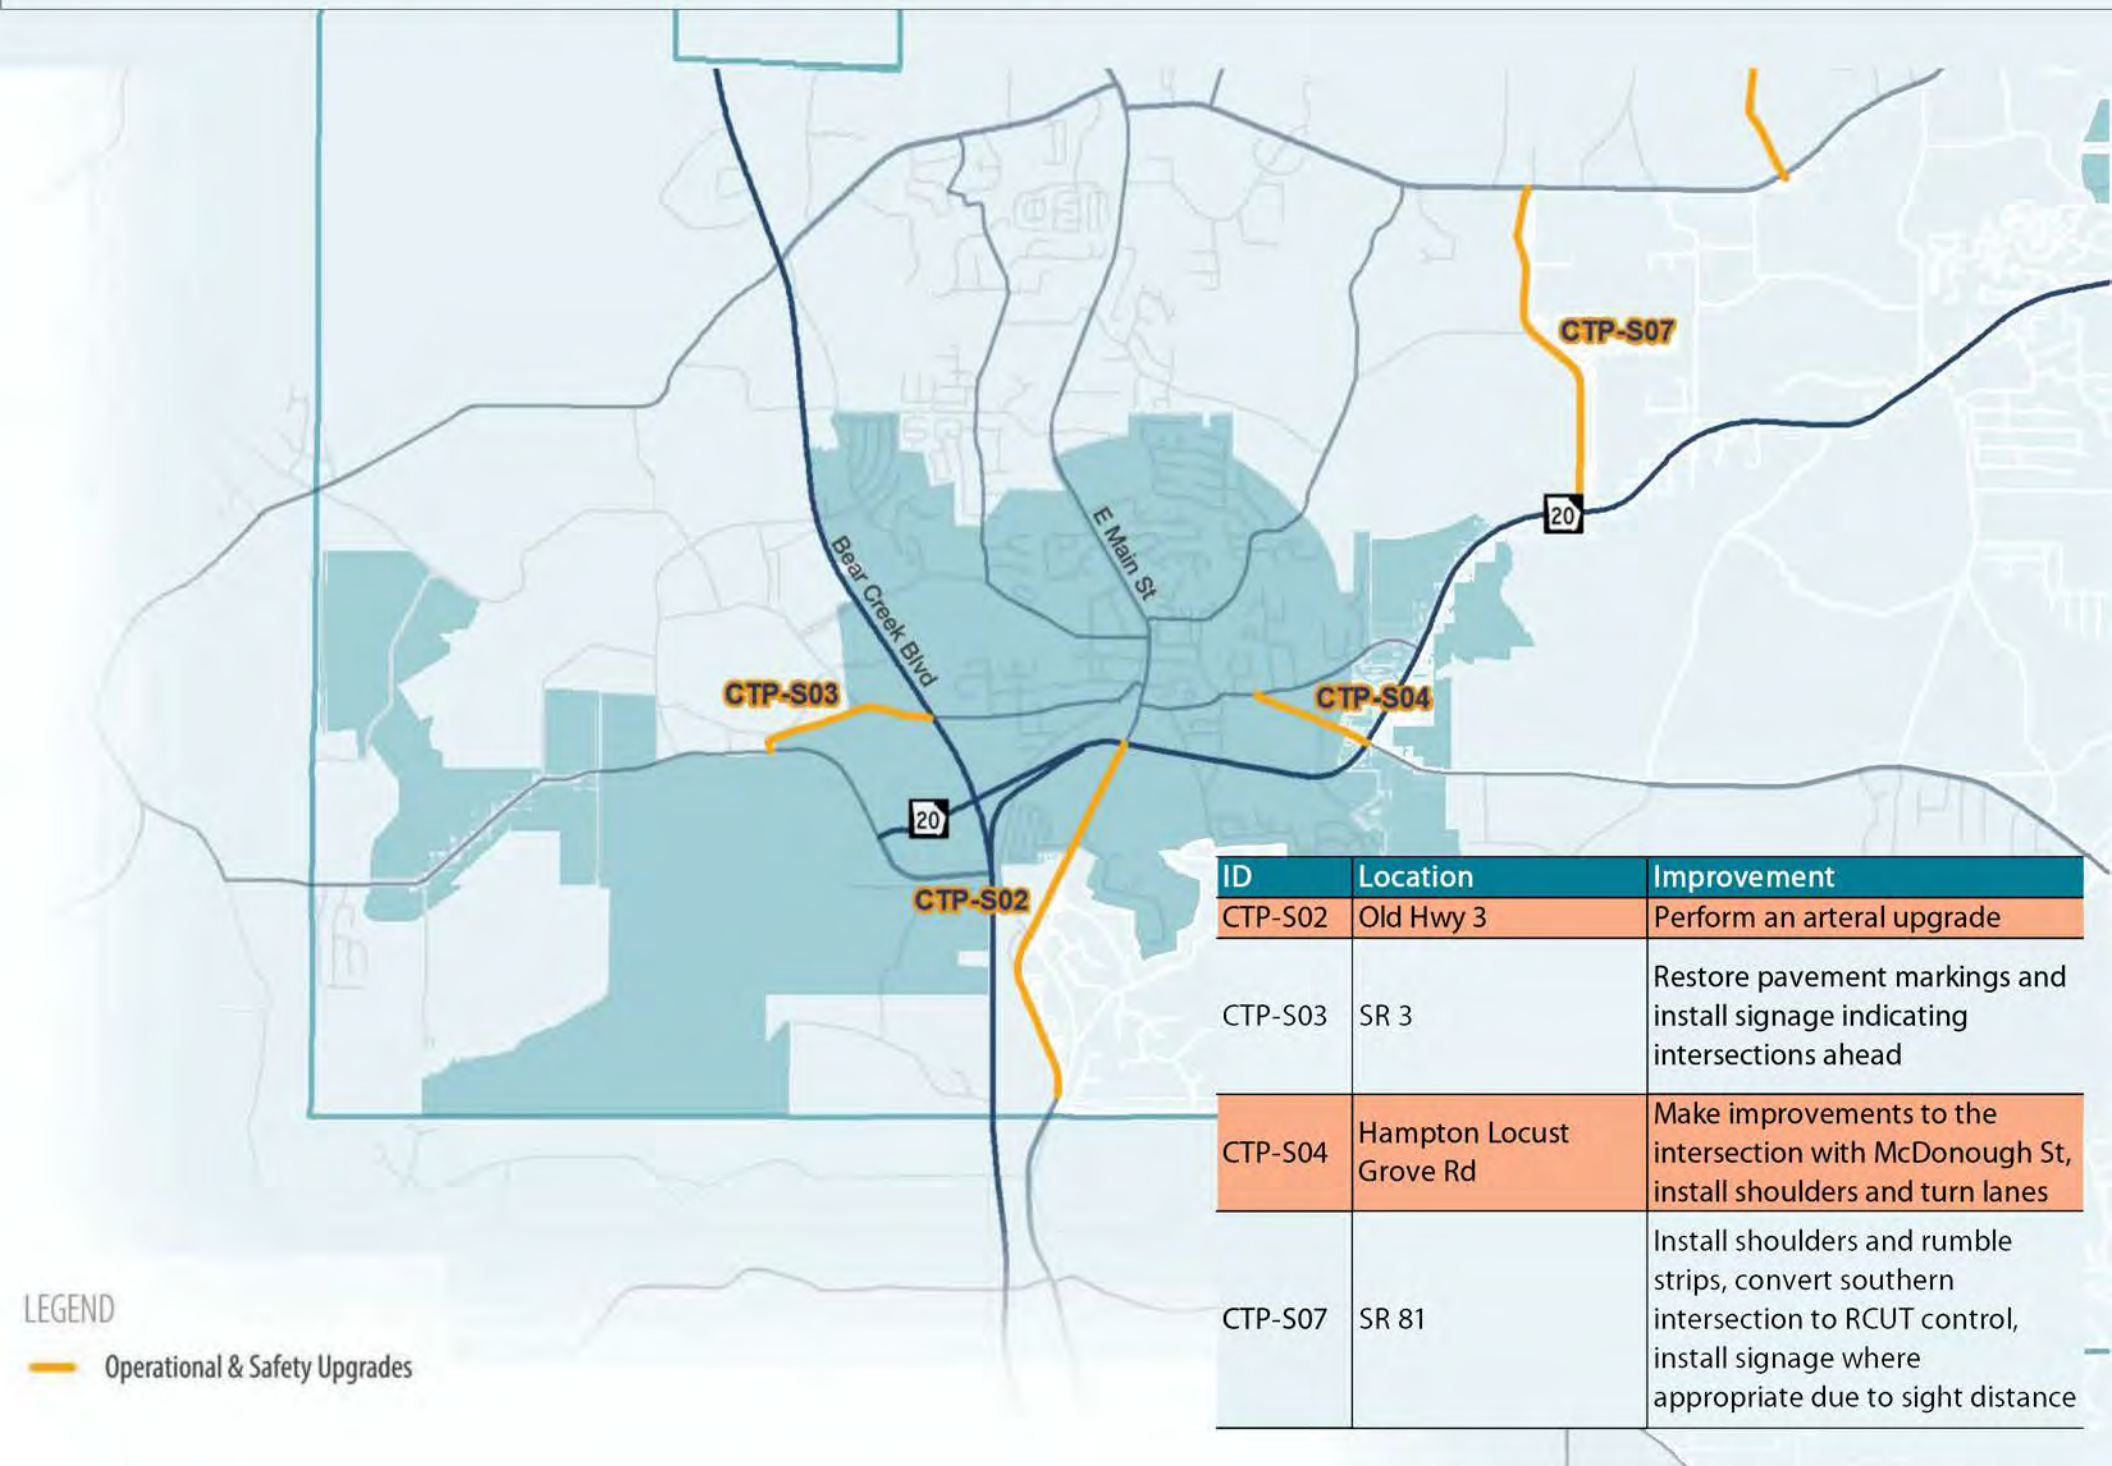 CTP-S07
20
E Main St
Bear Creek Blvd
CTP-S03
CTP-S04
20
CTP-S02
ID Location Improvement
CTP-S02 Old Hwy 3 Perform an arteral upgrade
CTP-S03 SR 3 Restore pavement markings and
install signage indicating
intersections ahead
CTP-S04 Hampton Locust
Grove Rd Make improvements to the
intersection with McDonough St,
install shoulders and turn lanes
CTP-S07 SR 81 Install shoulders and rumble
strips, convert southern
intersection to RCUT control,
install signage where
appropriate due to sight distance
LEGEND
Operational & Safety Upgrades